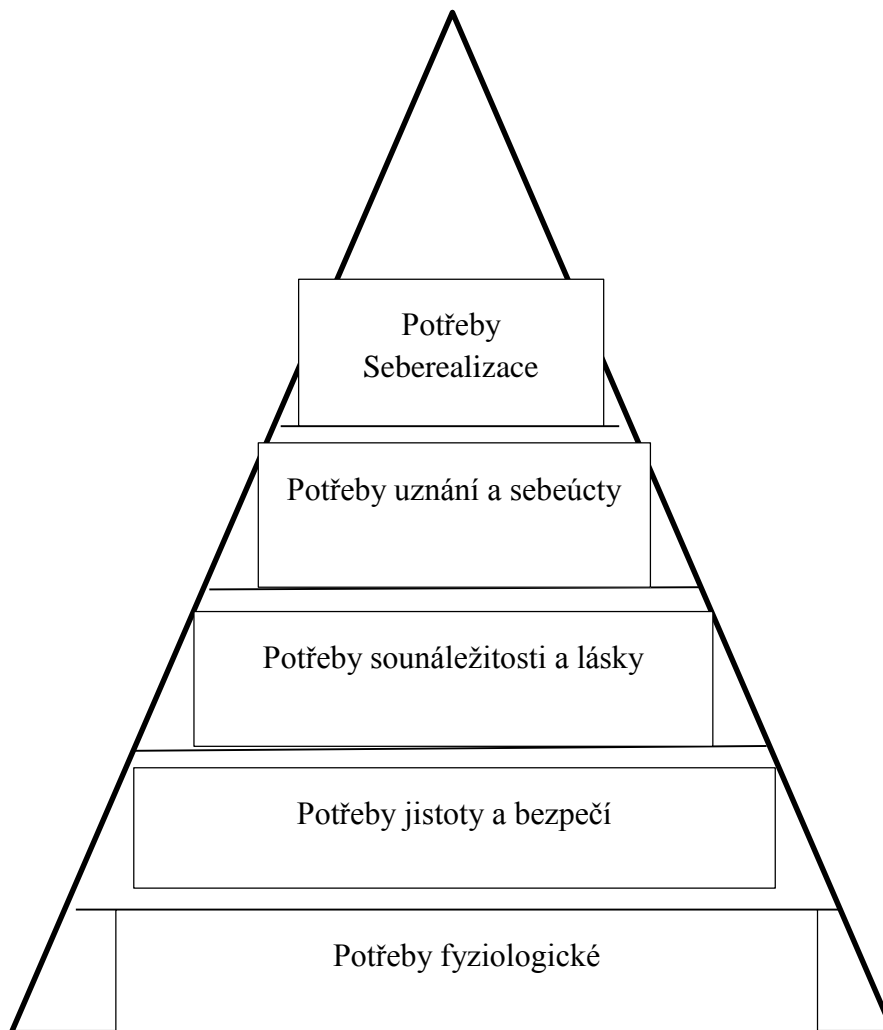 Potřeby
Seberealizace
Potřeby uznání a sebeúcty
Potřeby sounáležitosti a lásky
Potřeby jistoty a bezpečí
Potřeby fyziologické